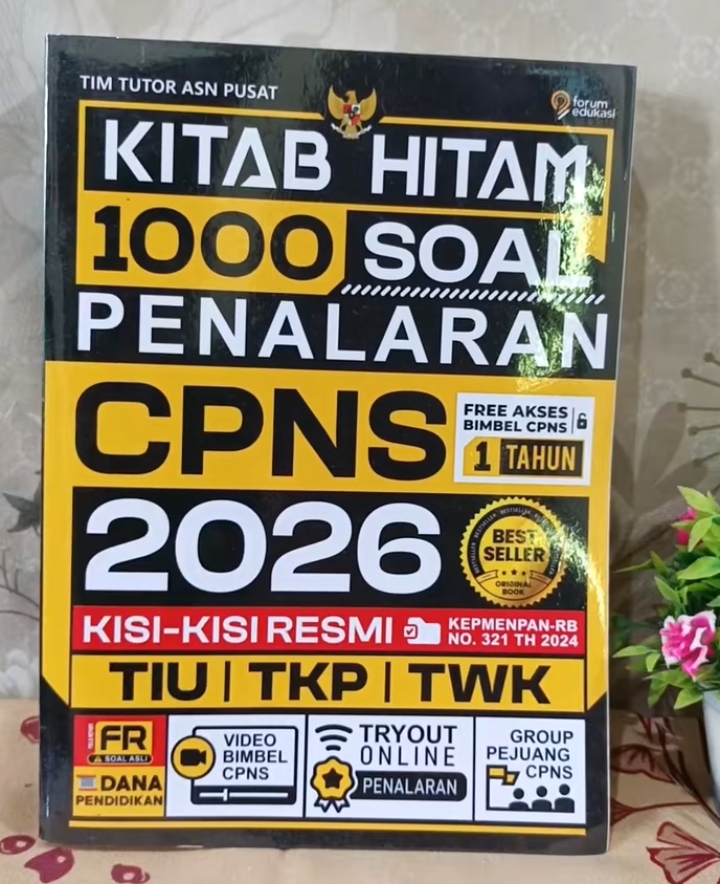 TIM TUTOR ASN PUSAT
forum
edukasi
KITAB HITAM
1000 SOAL
PENALARAN
CPNS
FREE AKSES
BIMBEL CPNS
1 TAHUN
2026
BEST
SELLER
ORIGINAL
BOOK
KISI-KISI RESMI
KEPMENPAN-RB
NO. 321 TH 2024
TIU | TKP | TWK
FR
SOAL ASLI
DANA
PENDIDIKAN
VIDEO
BIMBEL
CPNS
TRYOUT
ONLINE
PENALARAN
GROUP
PEJUANG
CPNS